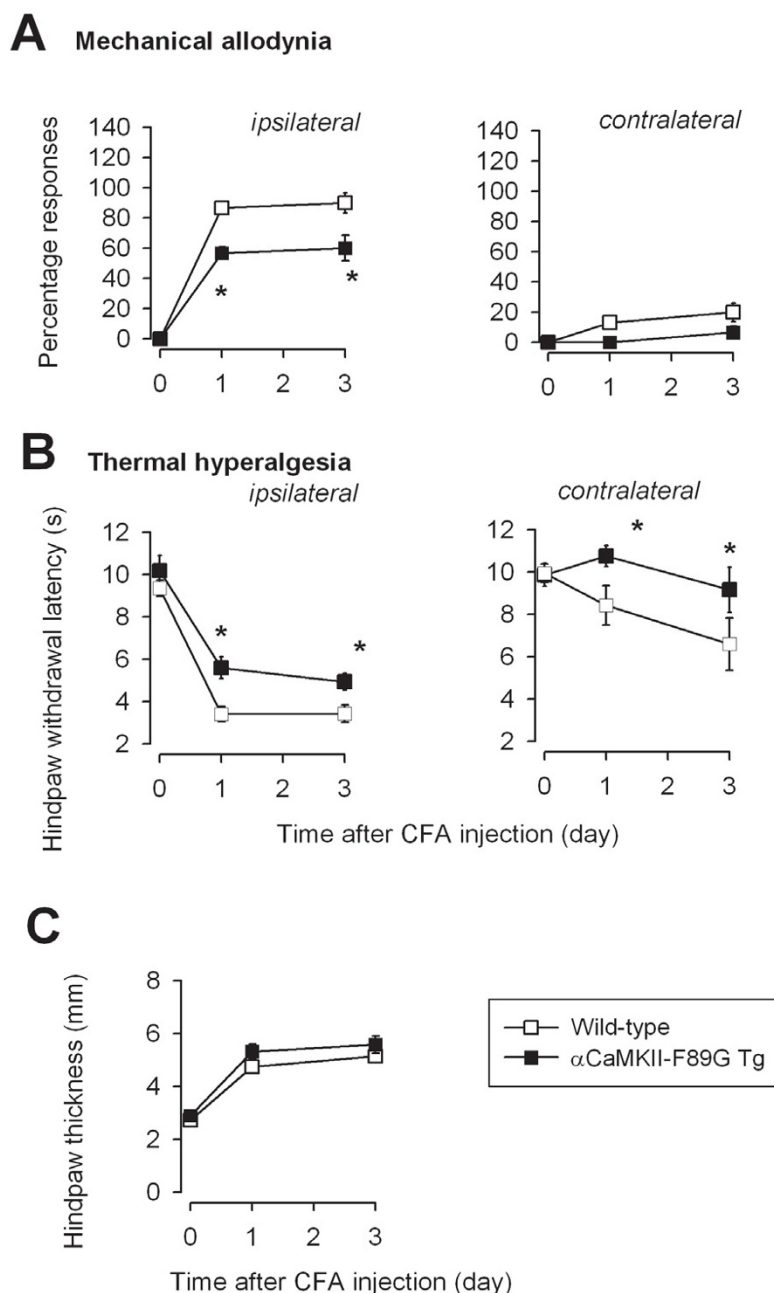 A Mechanical allodynia
ipsilateral
contralateral
Percentage responses
140
120
100
80
60
40
20
0
*
*
0 1 2 3
140
120
100
80
60
40
20
0
0 1 2 3
B Thermal hyperalgesia
ipsilateral
contralateral
Hindpaw withdrawal latency (s)
12
10
8
6
4
2
*
*
0 1 2 3
12
10
8
6
4
2
*
*
0 1 2 3
Time after CFA injection (day)
C
Hindpaw thickness (mm)
8
6
4
2
0
0 1 2 3
Time after CFA injection (day)
Wild-type
αCaMKII-F89G Tg